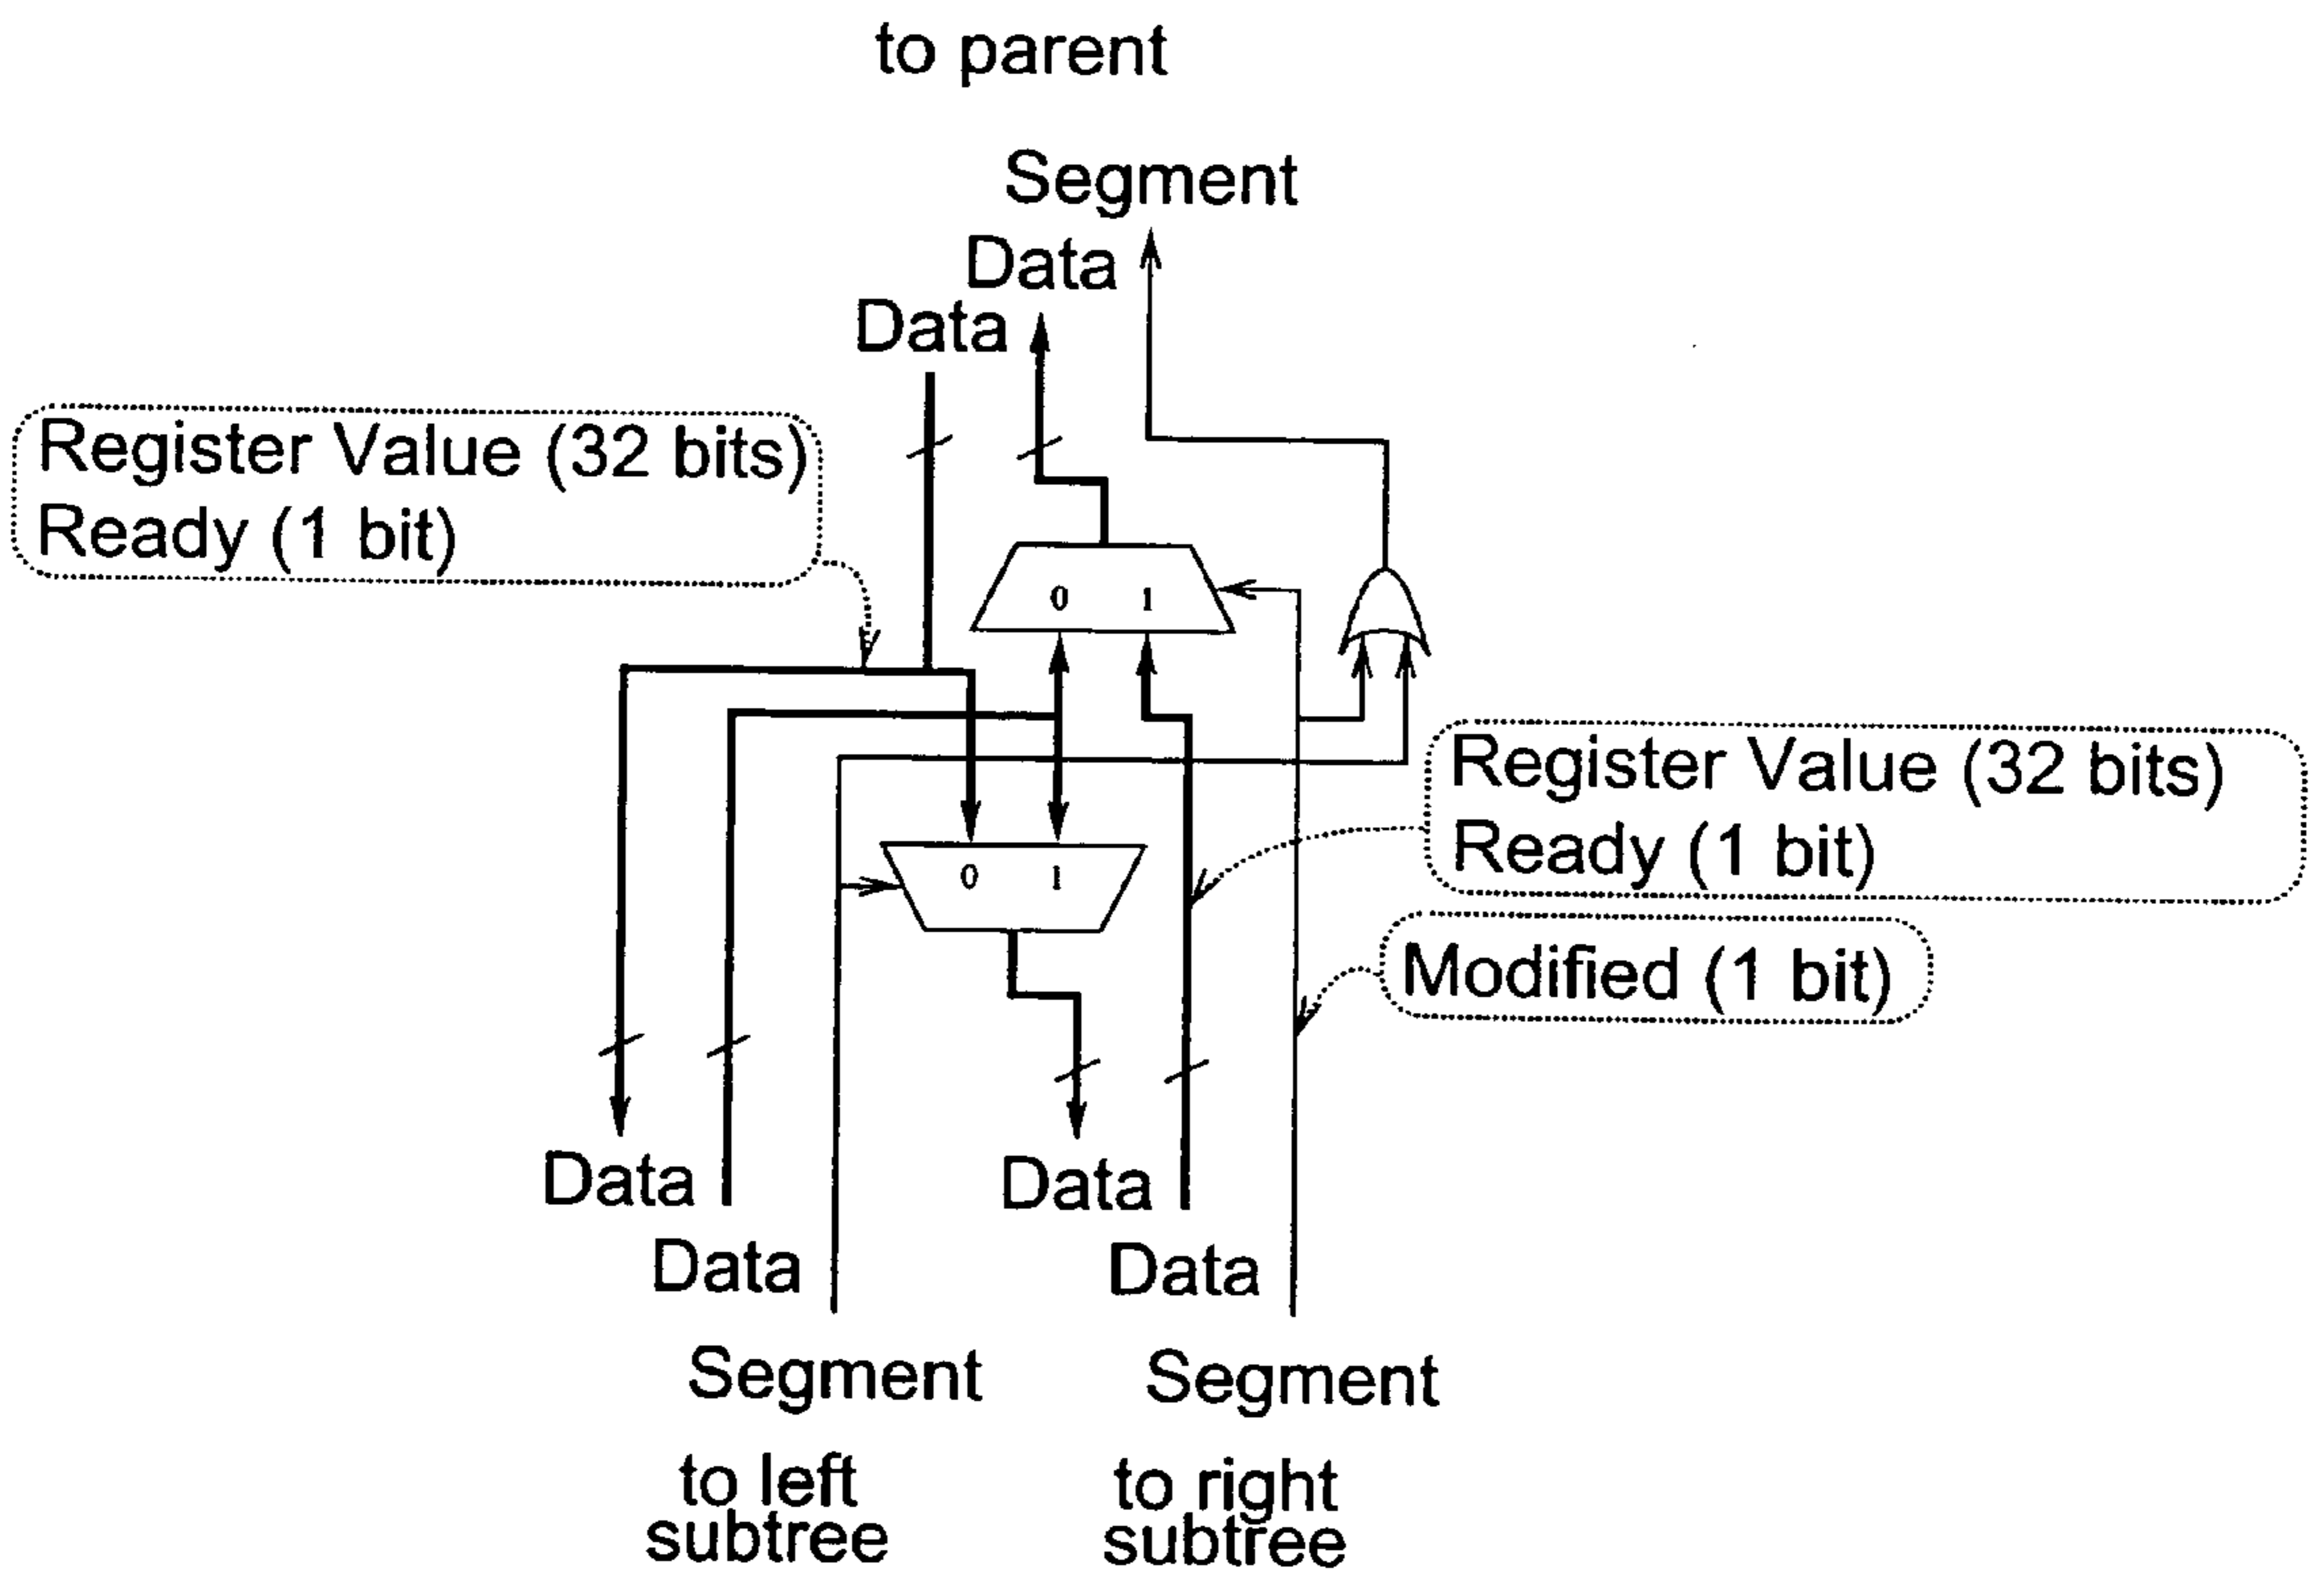 to parent
Segment
Data
Data
Register Value (32 bits)
Ready (1 bit)
0 1
Register Value (32 bits)
Ready (1 bit)
0 1
Modified (1 bit)
Data
Data
Data
Data
Segment
Segment
to left
subtree
to right
subtree